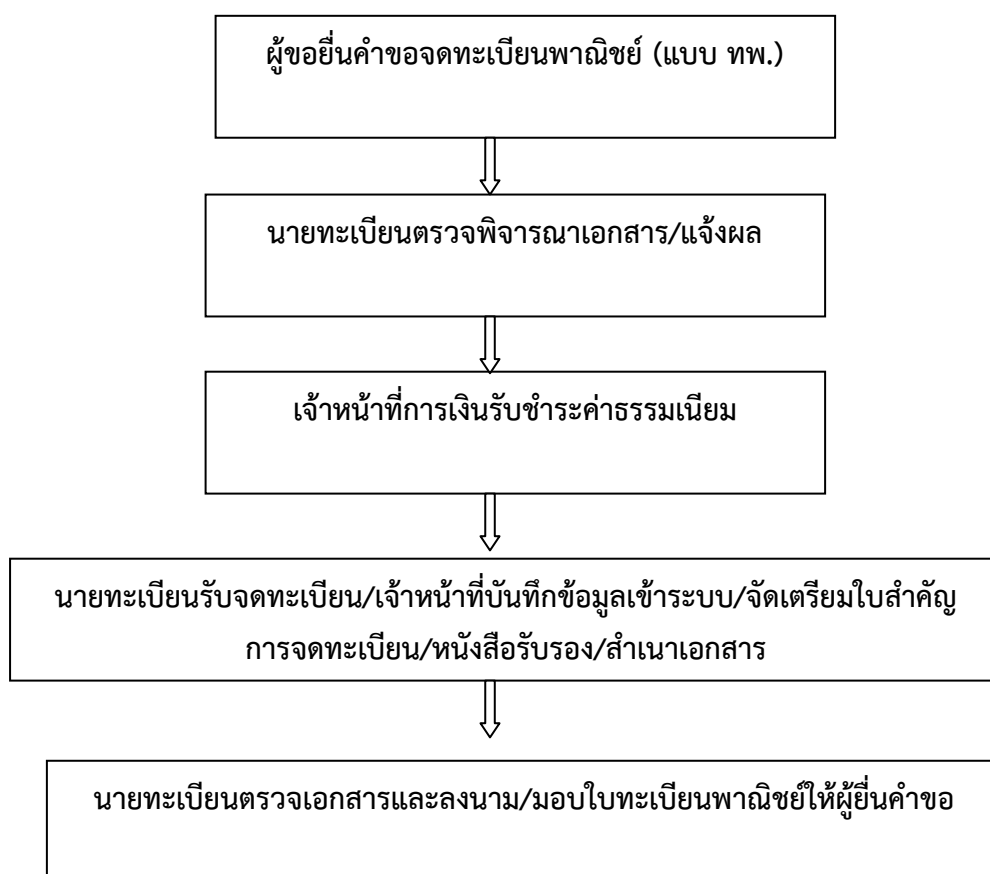 ผู้ขอยื่นคำขอจดทะเบียนพาณิชย์ (แบบ ทพ.)
นายทะเบียนตรวจพิจารณาเอกสาร/แจ้งผล
เจ้าหน้าที่การเงินรับชำระค่าธรรมเนียม
นายทะเบียนรับจดทะเบียน/เจ้าหน้าที่บันทึกข้อมูลเข้าระบบ/จัดเตรียมใบสำคัญ
การจดทะเบียน/หนังสือรับรอง/สำเนาเอกสาร
นายทะเบียนตรวจเอกสารและลงนาม/มอบใบทะเบียนพาณิชย์ให้ผู้ยื่นคำขอ